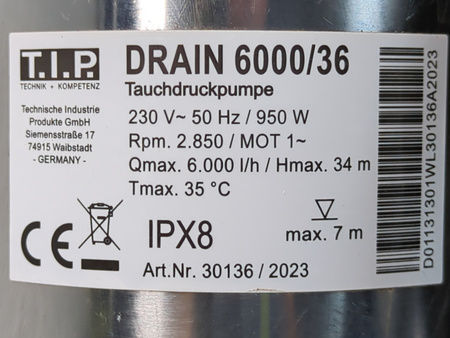 T.I.P.
TECHNIK + KOMPETENZ
Technische Industrie
Produkte GmbH
Siemensstraße 17
74915 Waibstadt
- GERMANY -
DRAIN 6000/36
Tauchdruckpumpe
230 V~ 50 Hz / 950 W
Rpm. 2.850 / MOT 1~
Qmax. 6.000 l/h / Hmax. 34 m
Tmax. 35 °C
IPX8
max. 7 m
Art.Nr. 30136 / 2023
D01131301WL30136A2023